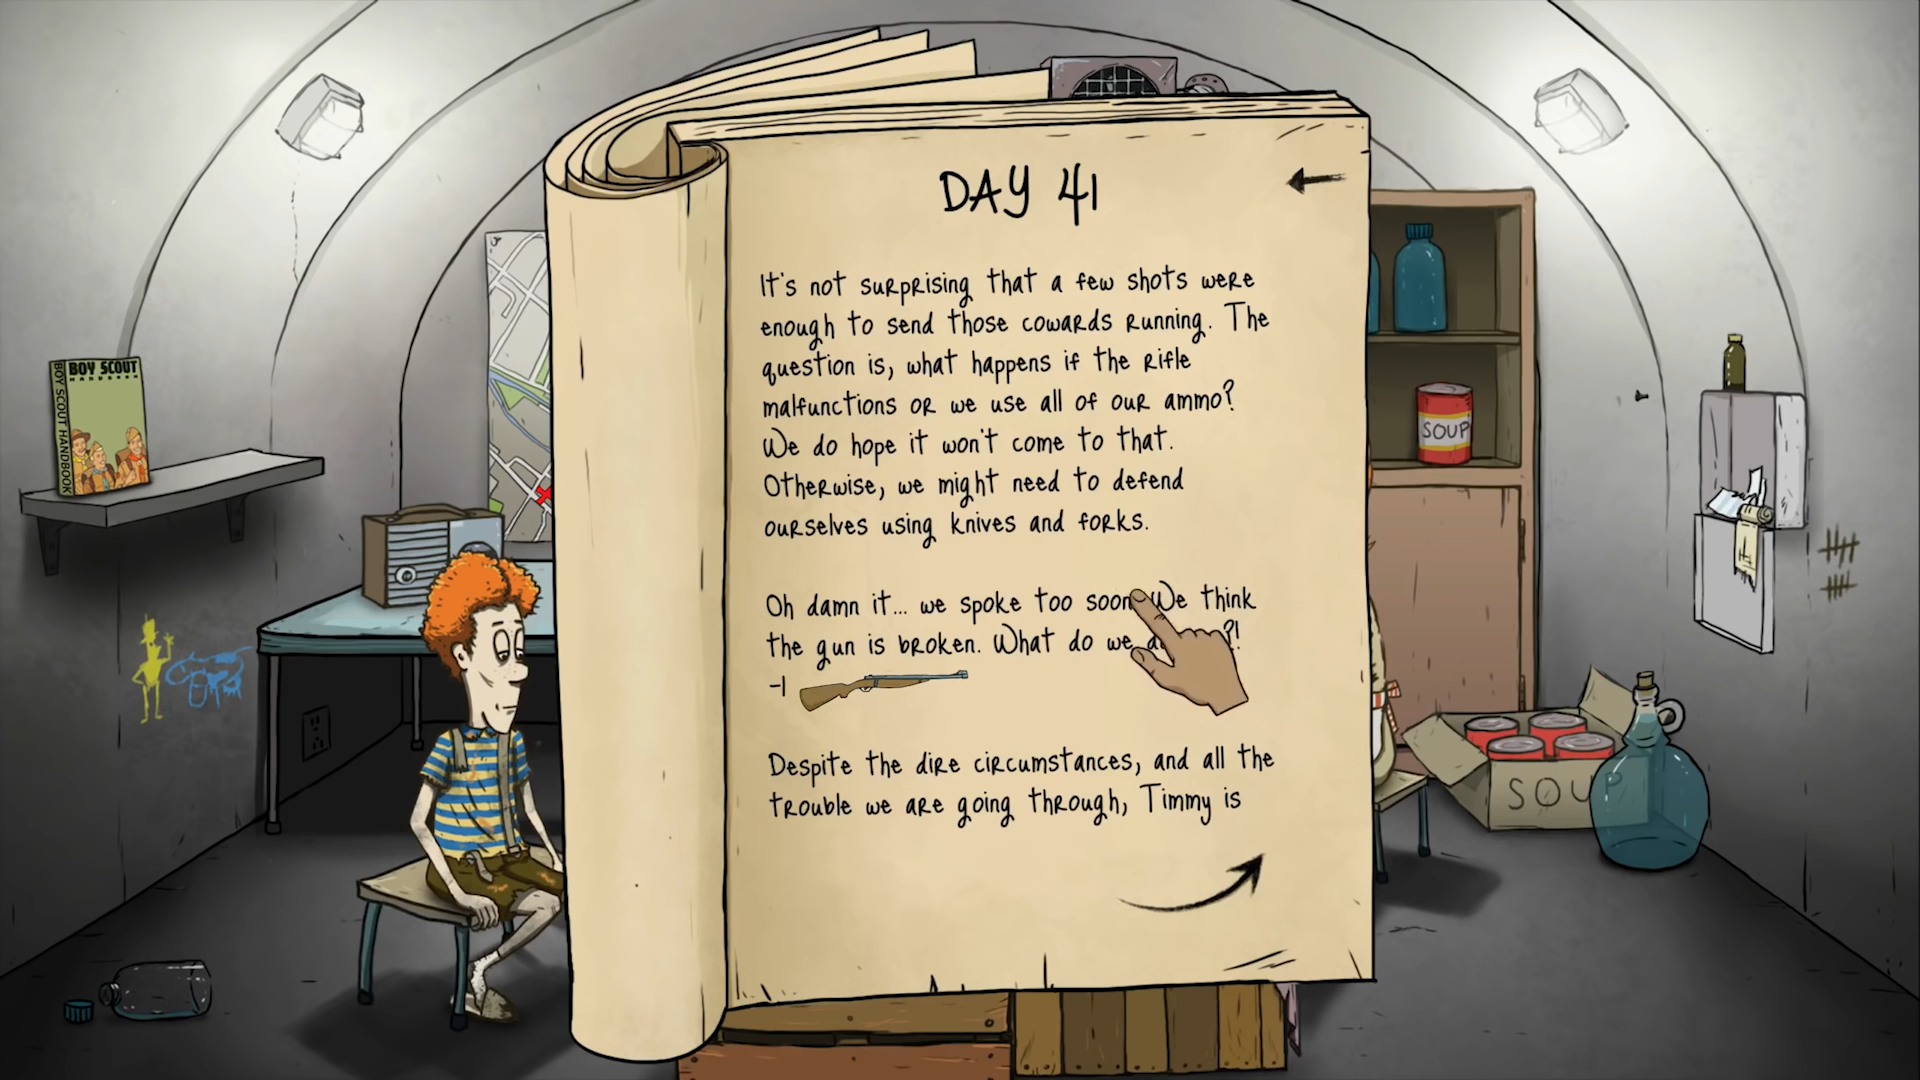 DAY 41
It's not surprising that a few shots were
enough to send those cowards running. The
question is, what happens if the rifle
malfunctions or we use all of our ammo?
We do hope it won't come to that.
Otherwise, we might need to defend
ourselves using knives and forks.
Oh damn it... we spoke too soon. We think
the gun is broken. What do we ?!
-1
Despite the dire circumstances, and all the
trouble we are going through, Timmy is
BOY SCOUT
HANDBOOK
BOY SCOUT HANDBOOK
SOUP
SOUP